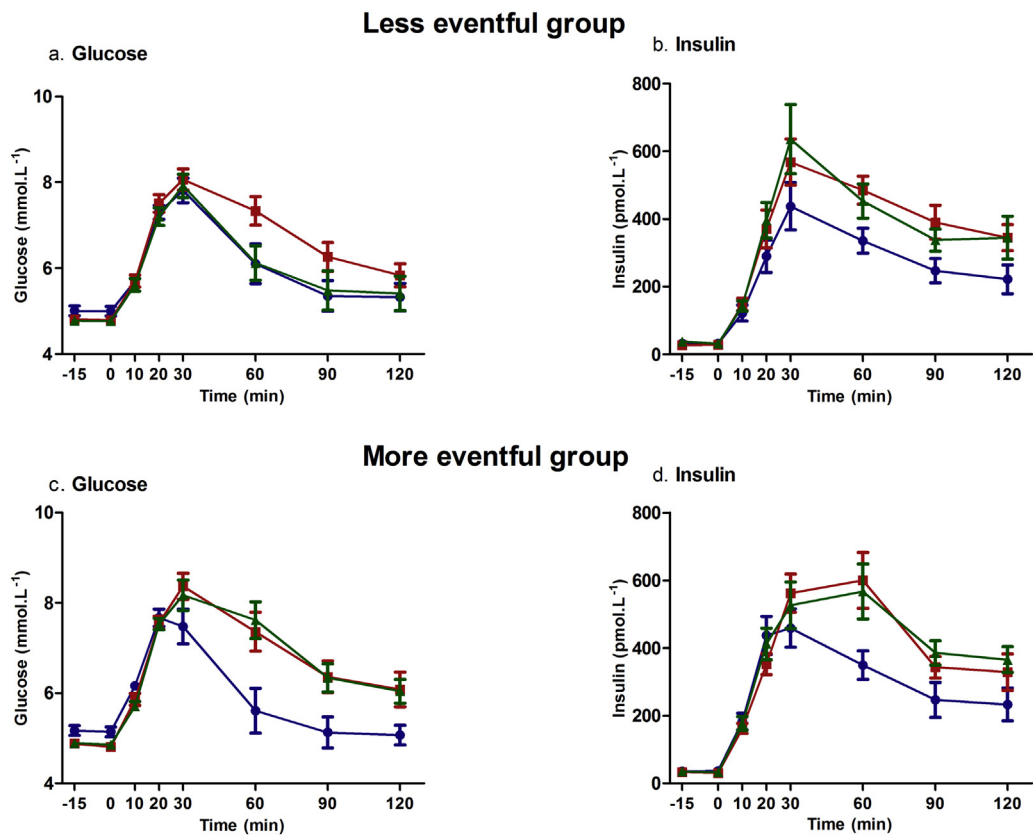 Less eventful group
a. Glucose
b. Insulin
10
8
6
4
Glucose (mmol.L⁻¹)
-15 0 10 20 30 60 90 120
Time (min)
800
600
400
200
0
Insulin (pmol.L⁻¹)
-15 0 10 20 30 60 90 120
Time (min)
More eventful group
c. Glucose
d. Insulin
10
8
6
4
Glucose (mmol.L⁻¹)
-15 0 10 20 30 60 90 120
Time (min)
800
600
400
200
0
Insulin (pmol.L⁻¹)
-15 0 10 20 30 60 90 120
Time (min)